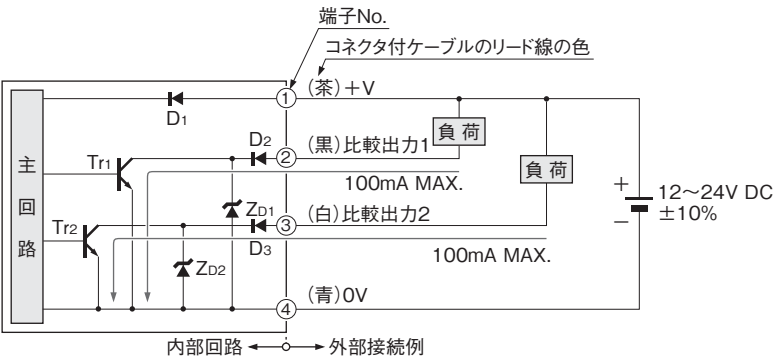 端子No.
コネクタ付ケーブルのリード線の色
① (茶)+V
D1
D2
② (黒)比較出力1
負荷
負荷
主回路
Tr1
100mA MAX.
ZD1
③ (白)比較出力2
+
12~24V DC
±10%
−
Tr2
D3
100mA MAX.
ZD2
④ (青)0V
内部回路
外部接続例